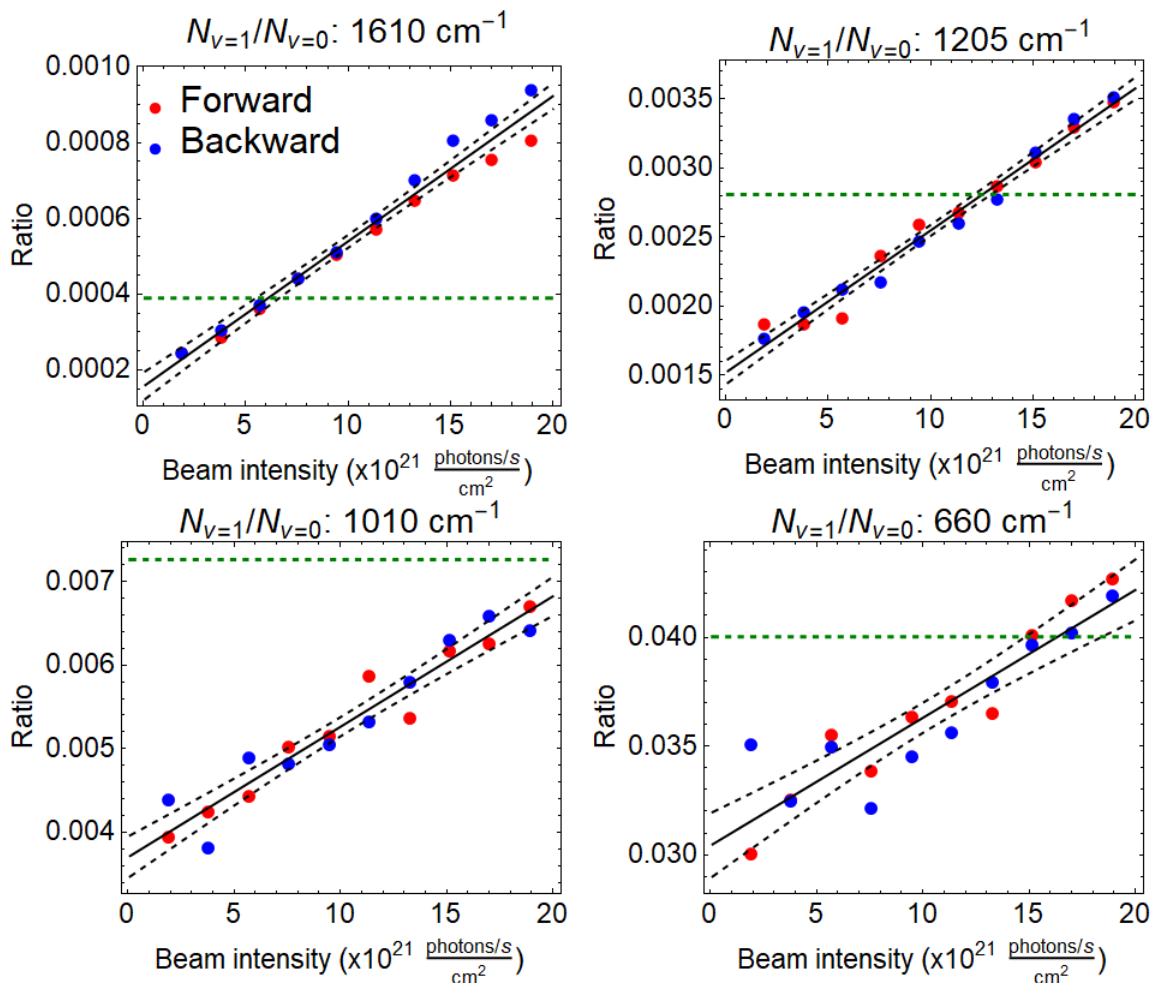 N_{v=1}/N_{v=0}: 1610 cm⁻¹
Ratio
0.0010
0.0008
0.0006
0.0004
0.0002
Forward
Backward
0 5 10 15 20
Beam intensity (x10²¹ photons/s / cm²)
N_{v=1}/N_{v=0}: 1205 cm⁻¹
Ratio
0.0035
0.0030
0.0025
0.0020
0.0015
0 5 10 15 20
Beam intensity (x10²¹ photons/s / cm²)
N_{v=1}/N_{v=0}: 1010 cm⁻¹
Ratio
0.007
0.006
0.005
0.004
0 5 10 15 20
Beam intensity (x10²¹ photons/s / cm²)
N_{v=1}/N_{v=0}: 660 cm⁻¹
Ratio
0.040
0.035
0.030
0 5 10 15 20
Beam intensity (x10²¹ photons/s / cm²)